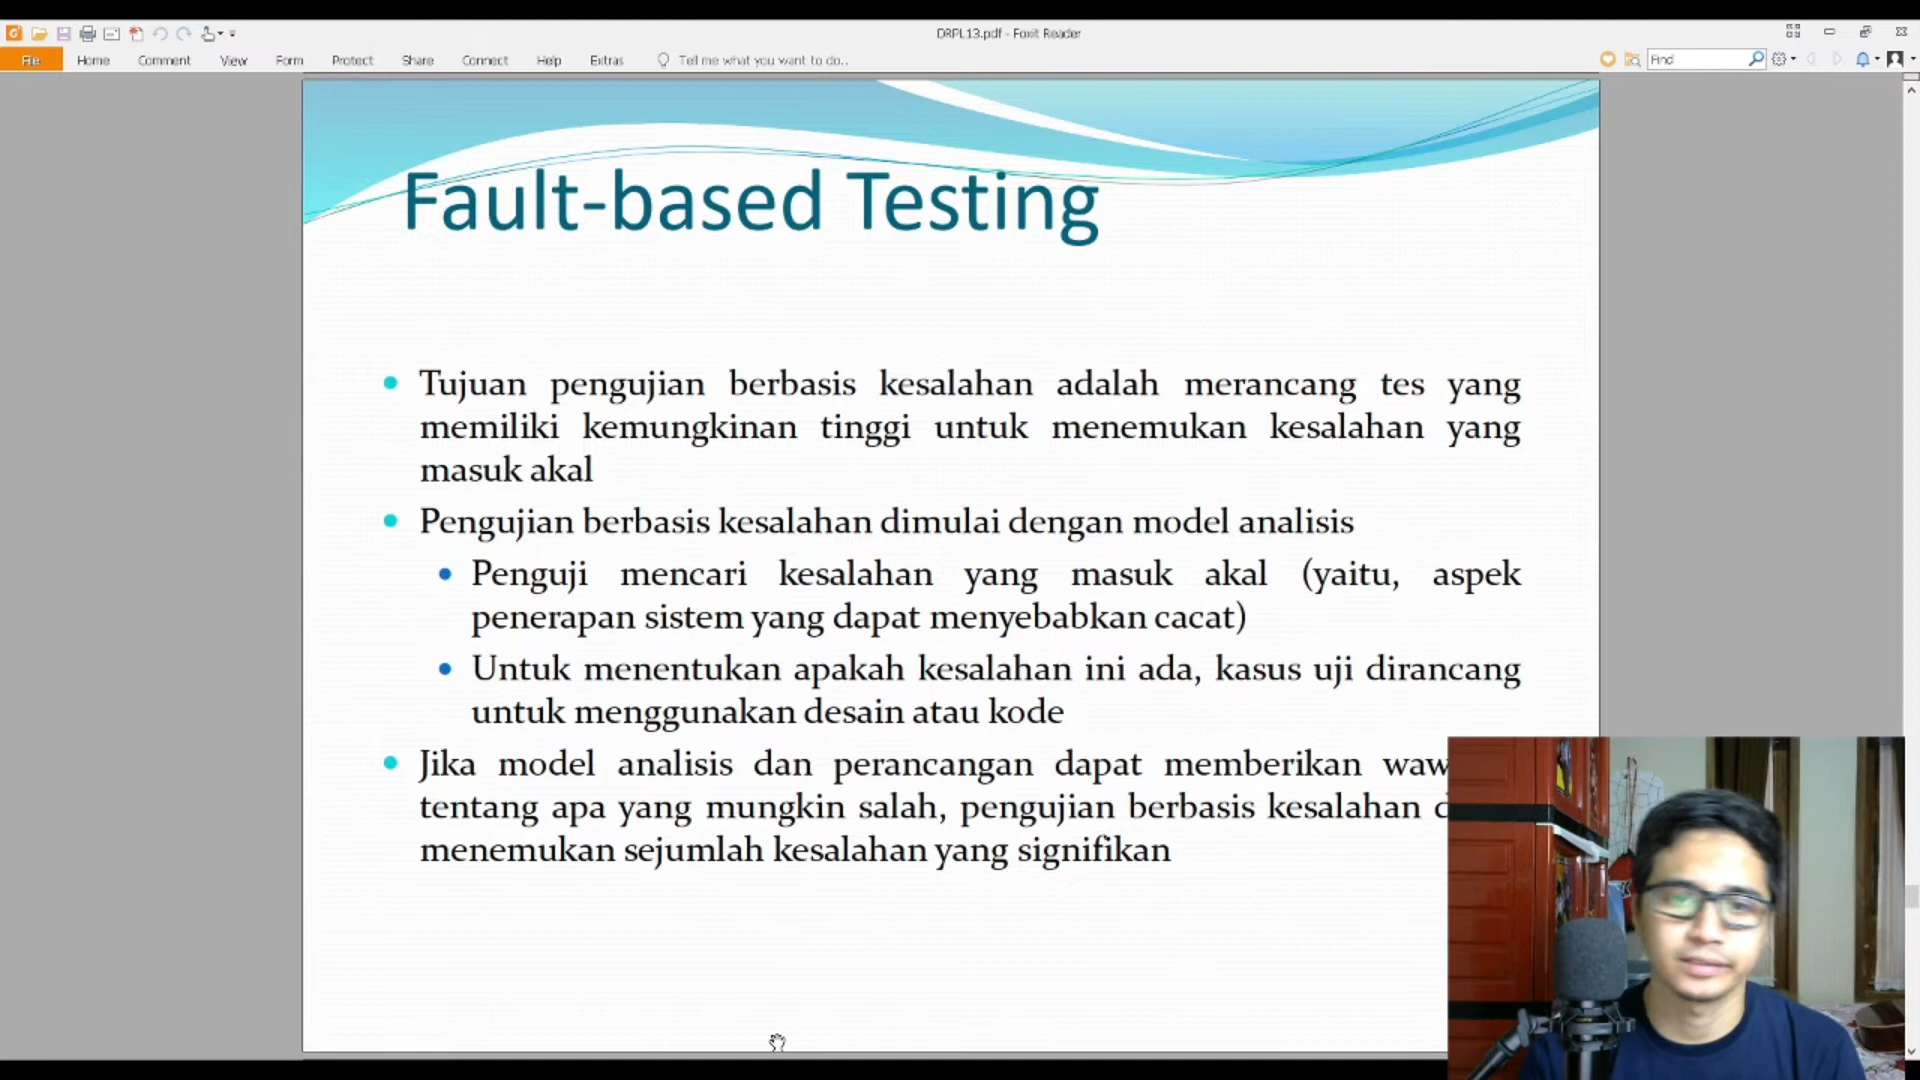 DRPL13.pdf - Foxit Reader
File Home Comment View Form Protect Share Connect Help Extras Tell me what you want to do.. Find
Fault-based Testing
Tujuan pengujian berbasis kesalahan adalah merancang tes yang
memiliki kemungkinan tinggi untuk menemukan kesalahan yang
masuk akal
Pengujian berbasis kesalahan dimulai dengan model analisis
Penguji mencari kesalahan yang masuk akal (yaitu, aspek
penerapan sistem yang dapat menyebabkan cacat)
Untuk menentukan apakah kesalahan ini ada, kasus uji dirancang
untuk menggunakan desain atau kode
Jika model analisis dan perancangan dapat memberikan
tentang apa yang mungkin salah, pengujian berbasis kesalahan
menemukan sejumlah kesalahan yang signifikan